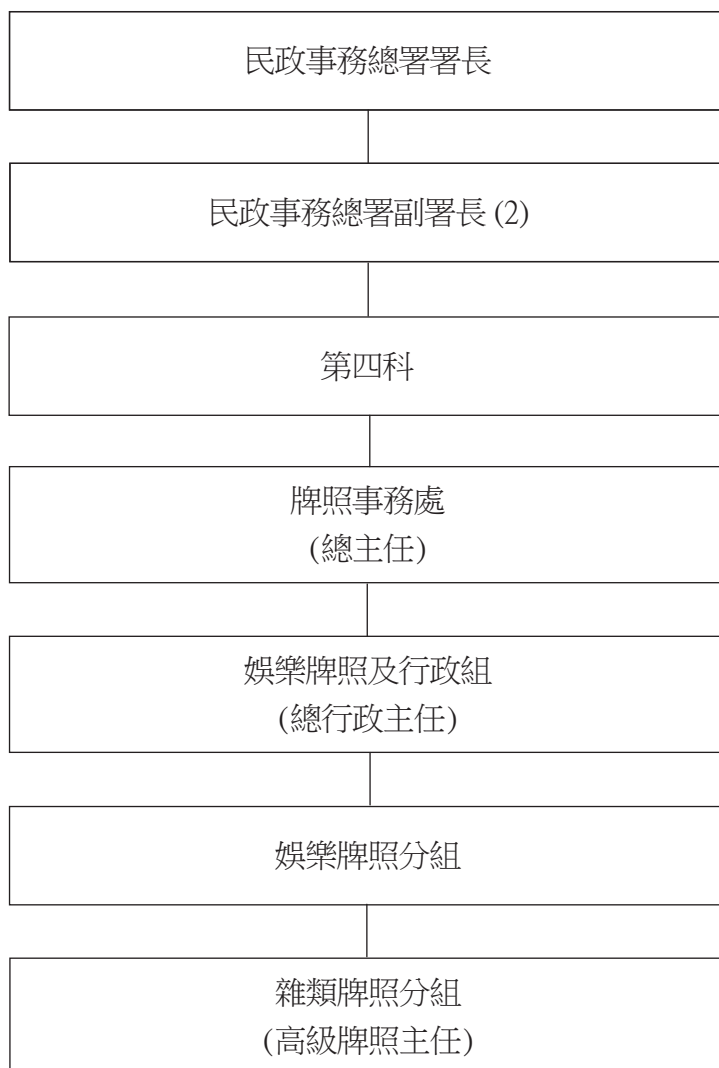 民政事務總署署長
民政事務總署副署長 (2)
第四科
牌照事務處
(總主任)
娛樂牌照及行政組
(總行政主任)
娛樂牌照分組
雜類牌照分組
(高級牌照主任)